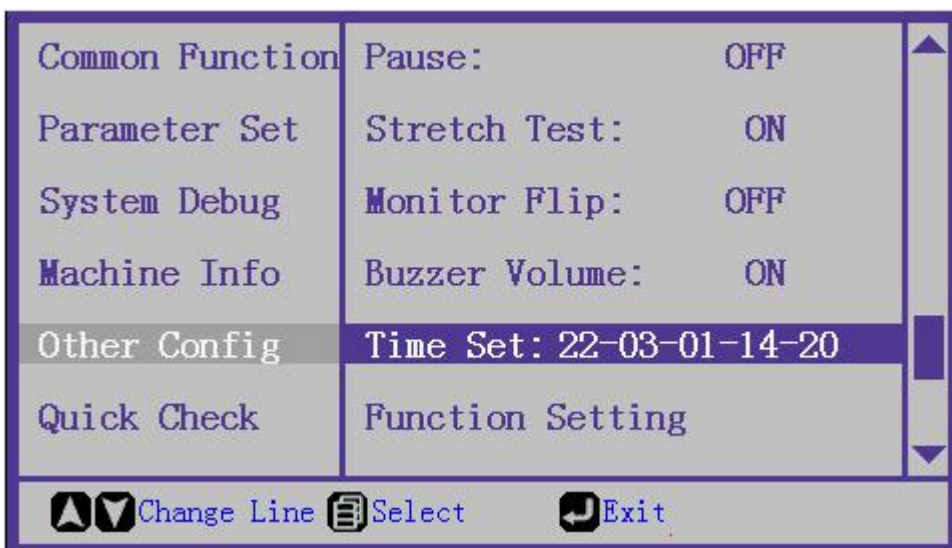 Common Function Pause: OFF
Parameter Set Stretch Test: ON
System Debug Monitor Flip: OFF
Machine Info Buzzer Volume: ON
Other Config Time Set: 22-03-01-14-20
Quick Check Function Setting
Change Line Select Exit